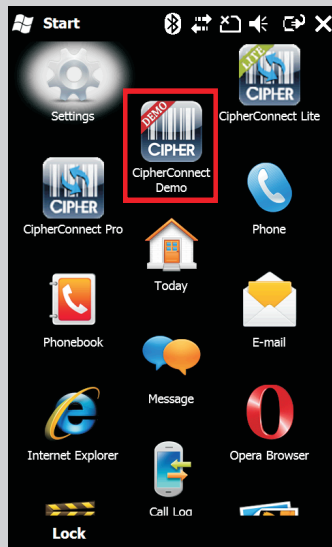 Start
Settings
LITE
CIPHER
CipherConnect Lite
DEMO
CIPHER
CipherConnect
Demo
CIPHER
CipherConnect Pro
Phone
Today
Phonebook
E-mail
Message
Internet Explorer
Opera Browser
Call Log
Lock